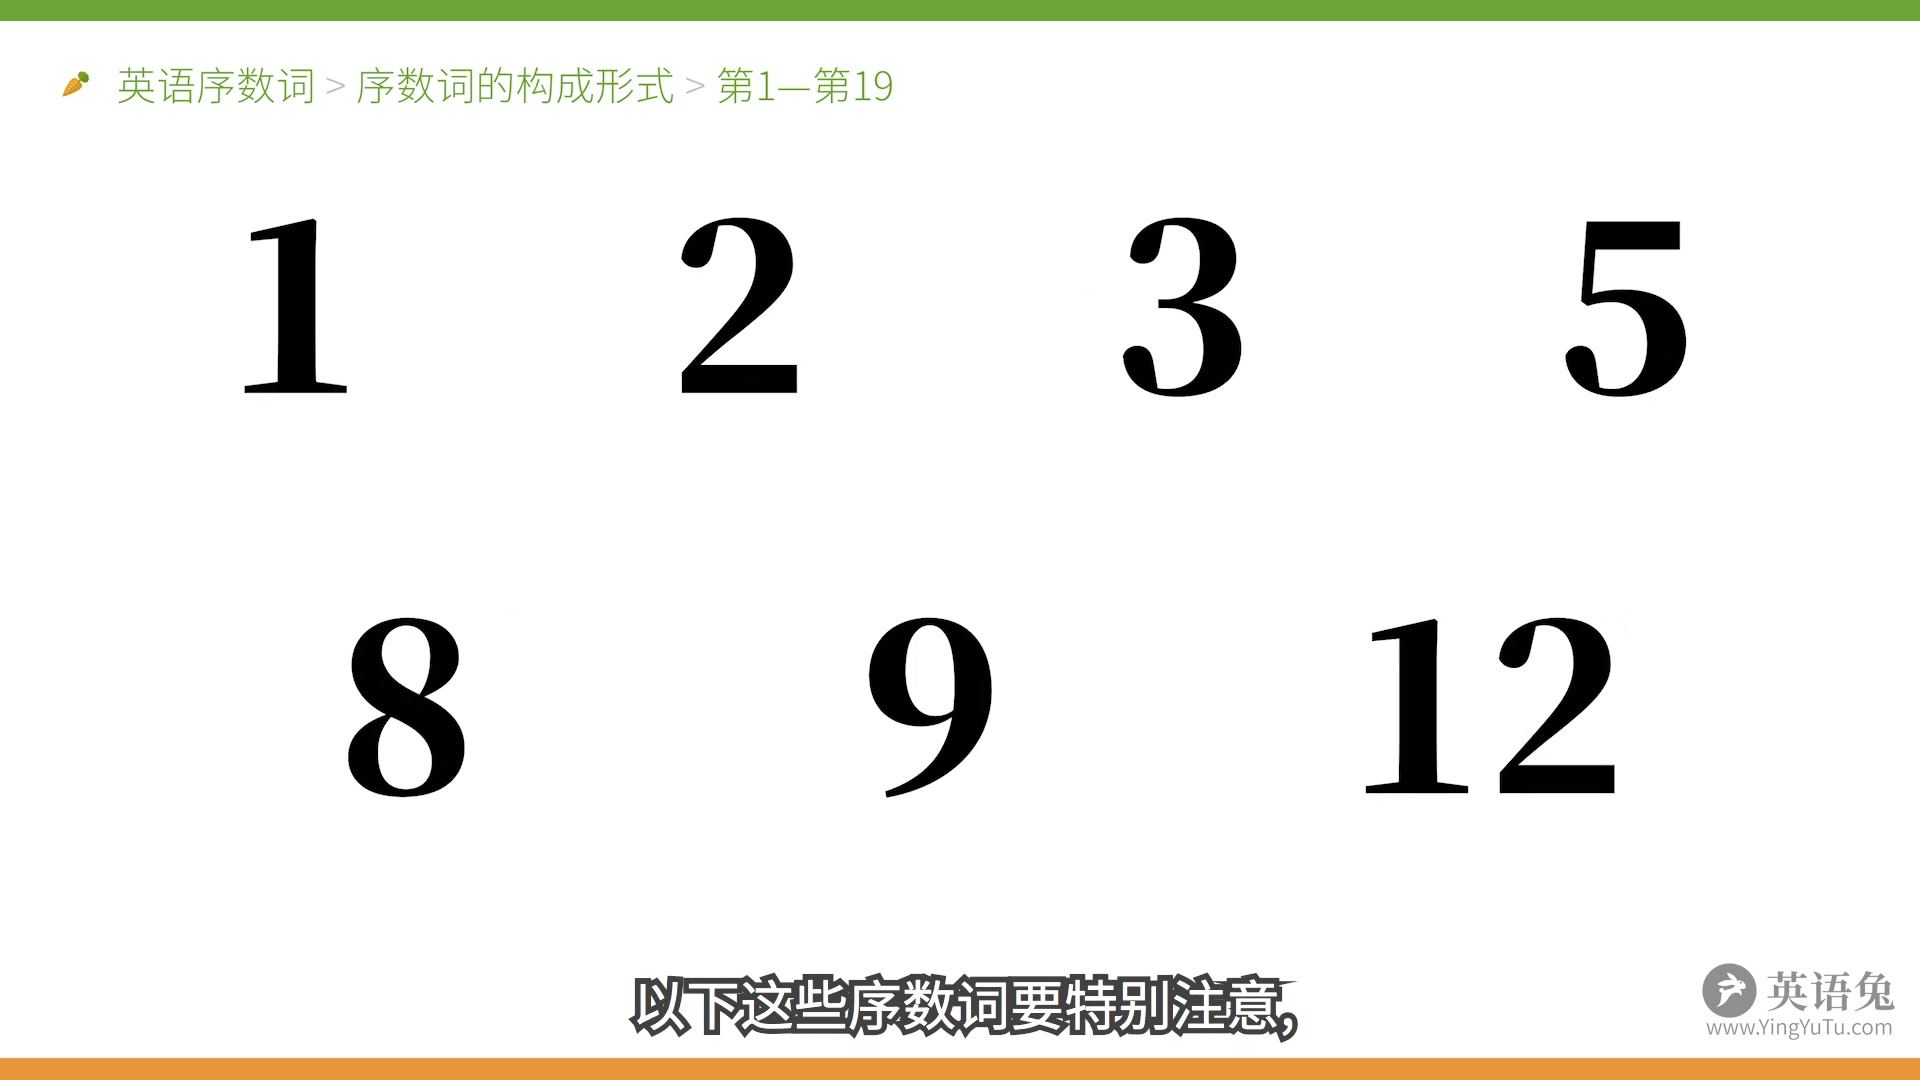 英语序数词 > 序数词的构成形式 > 第1—第19
1 2 3 5
8 9 12
以下这些序数词要特别注意,
英语兔
www.YingYuTu.com